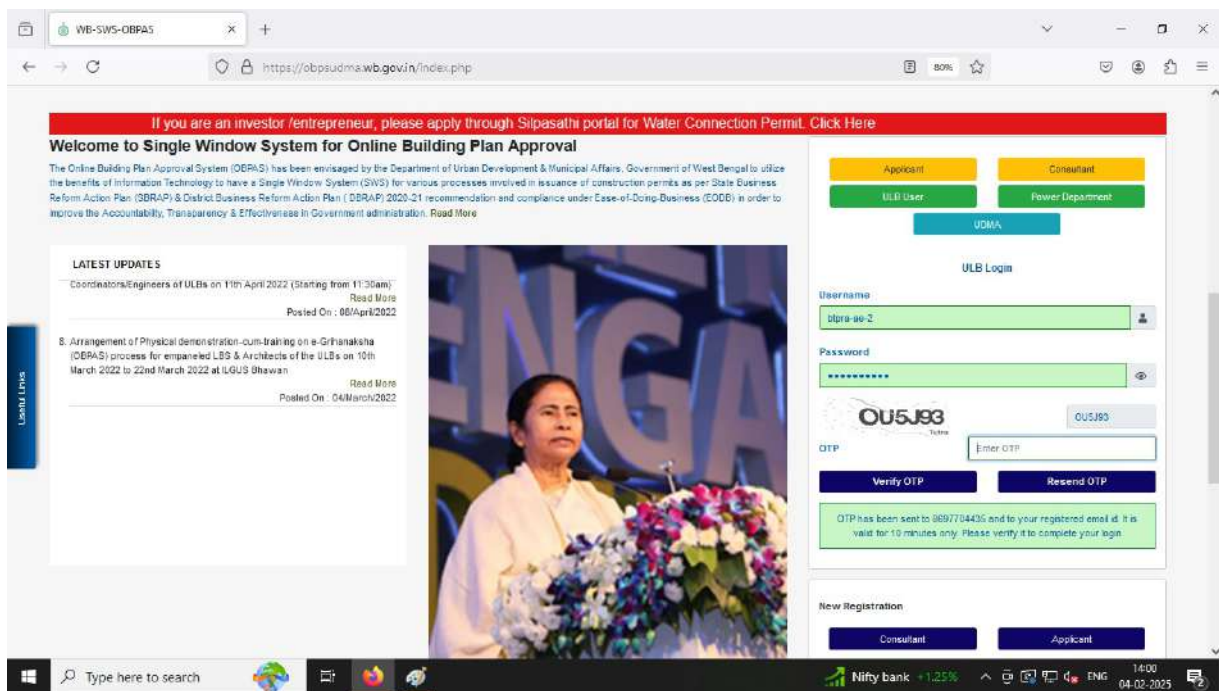 WB-SWS-OBPAS
https://obpsudma.wb.gov.in/index.php
80%
If you are an investor /entrepreneur, please apply through Silpasathi portal for Water Connection Permit. Click Here
Welcome to Single Window System for Online Building Plan Approval
The Online Building Plan Approval System (OBPAS) has been envisaged by the Department of Urban Development & Municipal Affairs, Government of West Bengal to utilize
the benefits of Information Technology to have a Single Window System (SWS) for various processes involved in issuance of construction permits as per State Business
Reform Action Plan (SBRAP) & District Business Reform Action Plan ( DBRAP) 2020-21 recommendation and compliance under Ease-of-Doing-Business (EODB) in order to
improve the Accountability, Transparency & Effectiveness in Government administration. Read More
LATEST UPDATES
Coordinators/Engineers of ULBs on 11th April 2022 (Starting from 11:30am)
Read More
Posted On : 08/April/2022
8. Arrangement of Physical demonstration-cum-training on e-Grihanaksha
(OBPAS) process for empaneled LBS & Architects of the ULBs on 10th
March 2022 to 22nd March 2022 at ILGUS Bhawan
Read More
Posted On : 04/March/2022
Useful Links
ENGA
Applicant
Consultant
ULB User
Power Department
UDMA
ULB Login
Username
btpra-ae-2
Password
OU5J93
OU5J93
OTP
Enter OTP
Verify OTP
Resend OTP
OTP has been sent to 8697704435 and to your registered email id. It is
valid for 10 minutes only. Please verify it to complete your login.
New Registration
Consultant
Applicant
Type here to search
Nifty bank +1.25%
ENG
14:00
04-02-2025
2